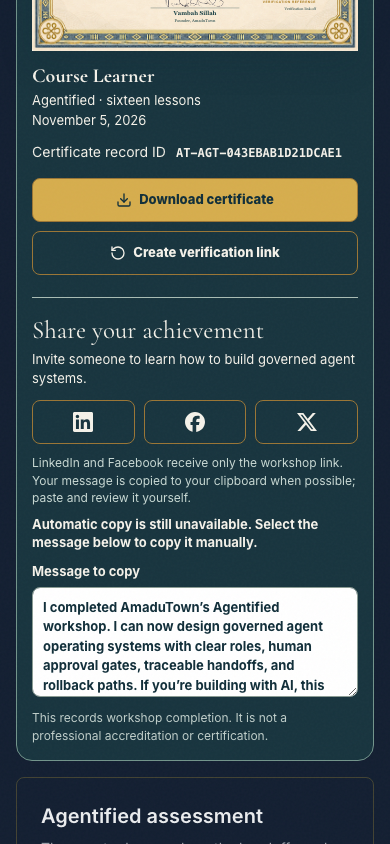 Vambah Sillah
Founder, AmaduTown
VERIFICATION REFERENCE
Course Learner
Agentified · sixteen lessons
November 5, 2026
Certificate record ID AT-AGT-043EBAB1D21DCAE1
Download certificate
Create verification link
Share your achievement
Invite someone to learn how to build governed agent
systems.
LinkedIn and Facebook receive only the workshop link.
Your message is copied to your clipboard when possible;
paste and review it yourself.
Automatic copy is still unavailable. Select the
message below to copy it manually.
Message to copy
I completed AmaduTown’s Agentified
workshop. I can now design governed agent
operating systems with clear roles, human
approval gates, traceable handoffs, and
rollback paths. If you’re building with AI, this
This records workshop completion. It is not a
professional accreditation or certification.
Agentified assessment